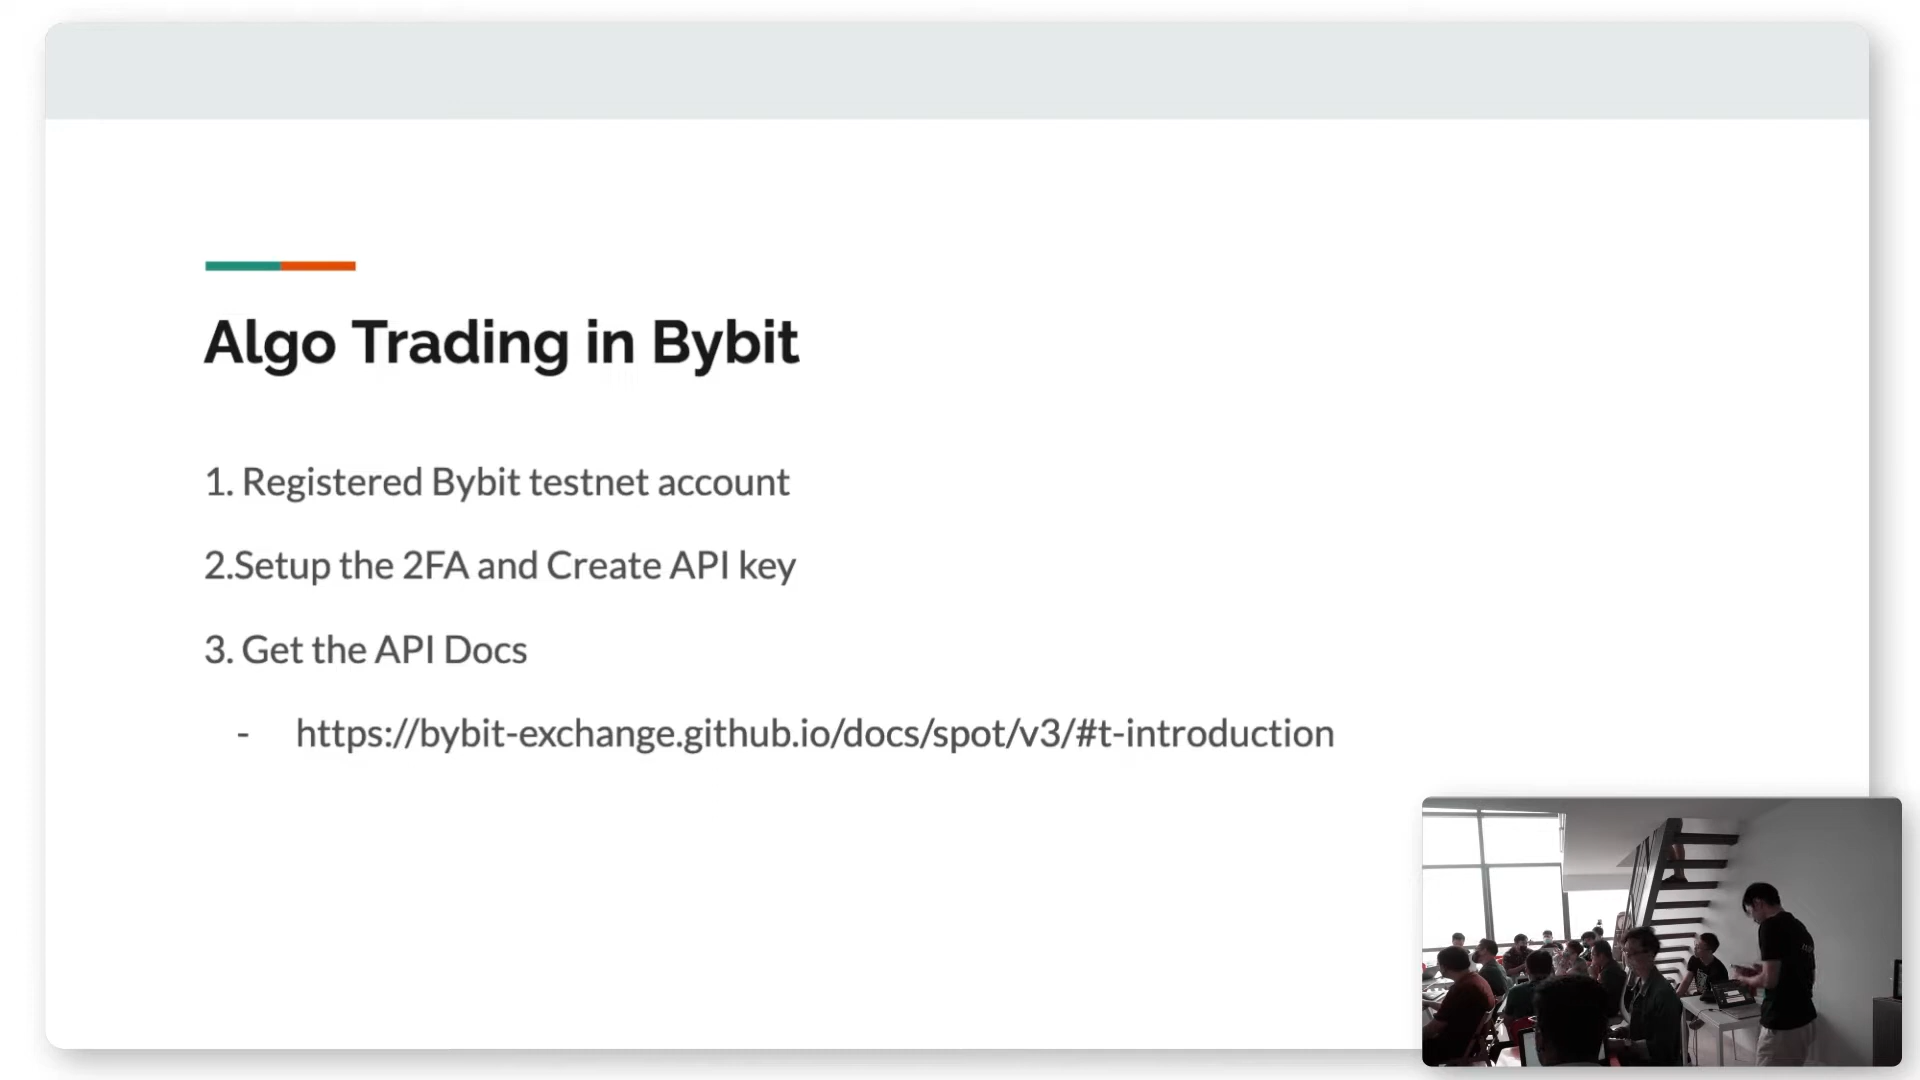 Algo Trading in Bybit
1. Registered Bybit testnet account
2.Setup the 2FA and Create API key
3. Get the API Docs
- https://bybit-exchange.github.io/docs/spot/v3/#t-introduction